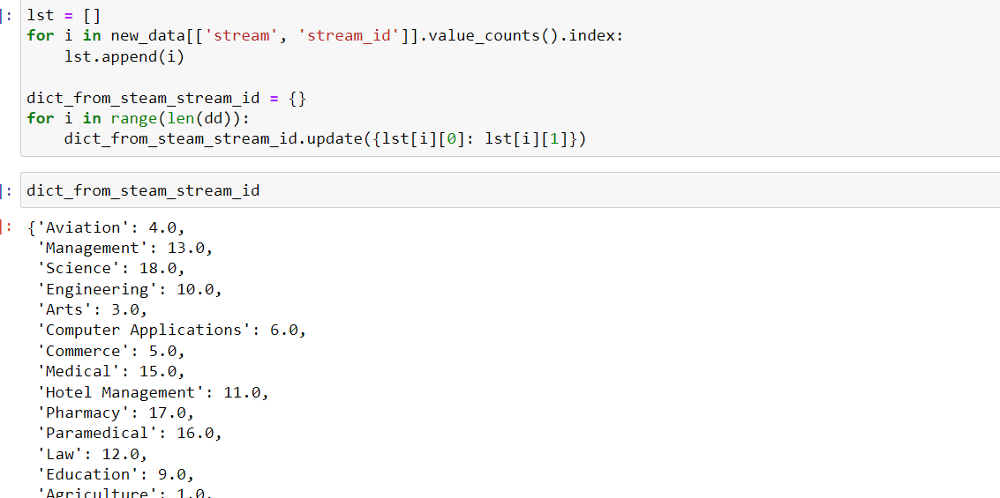 ]: lst = []
for i in new_data[['stream', 'stream_id']].value_counts().index:
    lst.append(i)

dict_from_steam_stream_id = {}
for i in range(len(dd)):
    dict_from_steam_stream_id.update({lst[i][0]: lst[i][1]})
]: dict_from_steam_stream_id
]: {'Aviation': 4.0,
 'Management': 13.0,
 'Science': 18.0,
 'Engineering': 10.0,
 'Arts': 3.0,
 'Computer Applications': 6.0,
 'Commerce': 5.0,
 'Medical': 15.0,
 'Hotel Management': 11.0,
 'Pharmacy': 17.0,
 'Paramedical': 16.0,
 'Law': 12.0,
 'Education': 9.0,
 'Agriculture': 1.0,